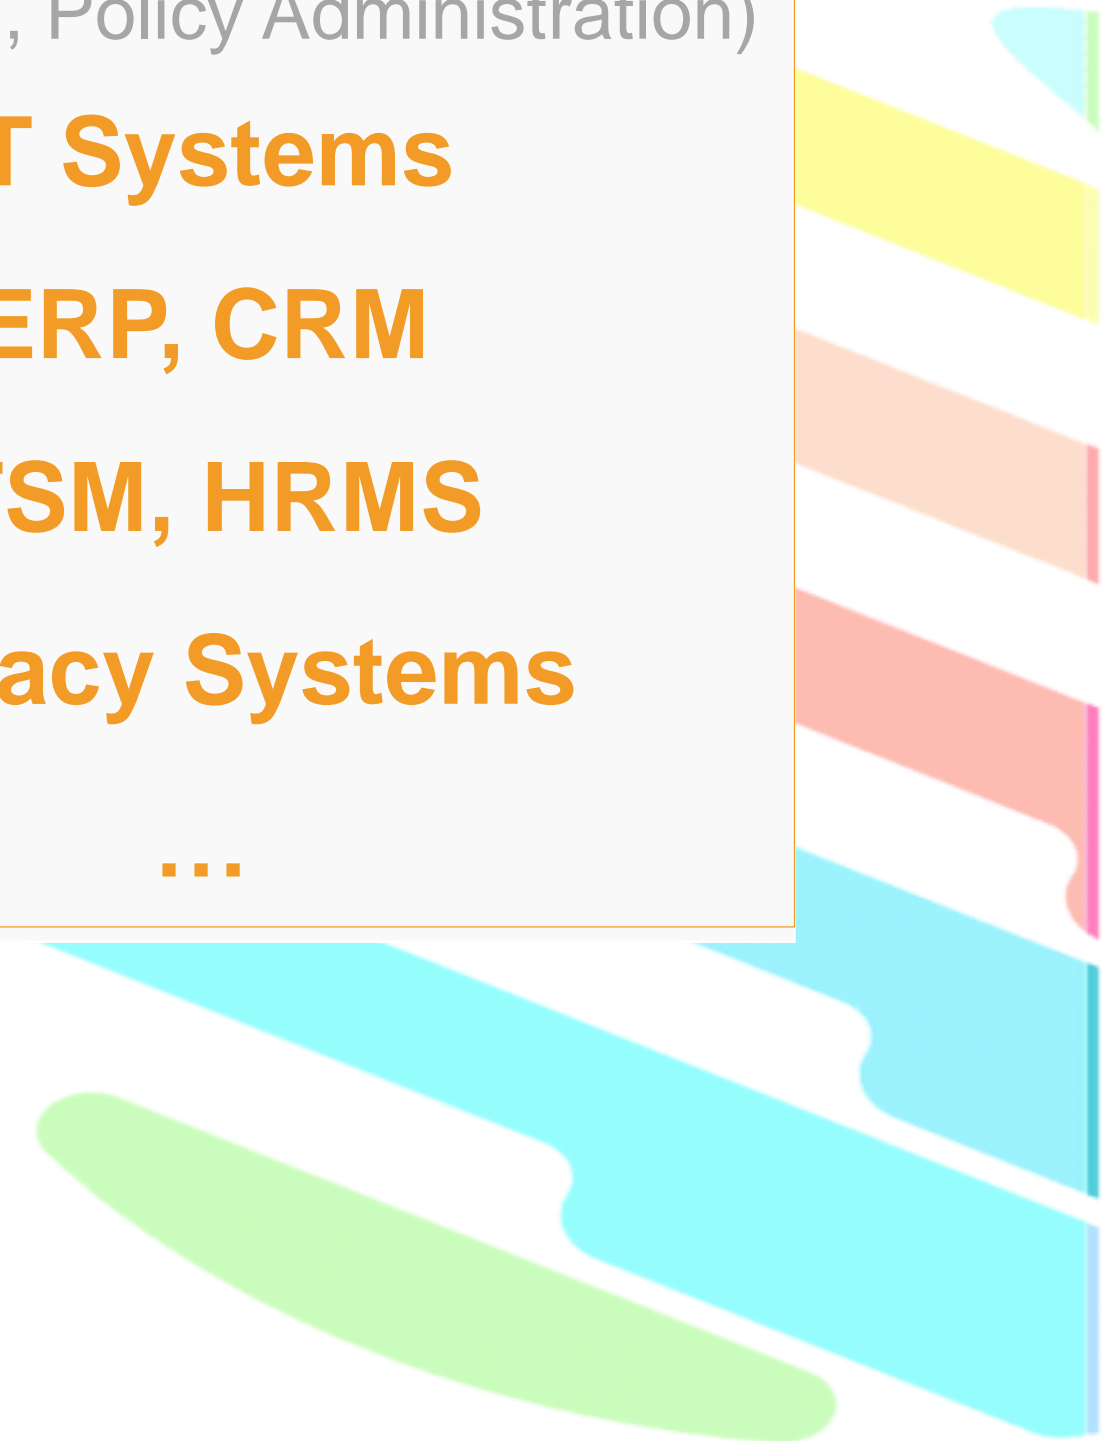 , Policy Administration)
T Systems
ERP, CRM
TSM, HRMS
acy Systems
...